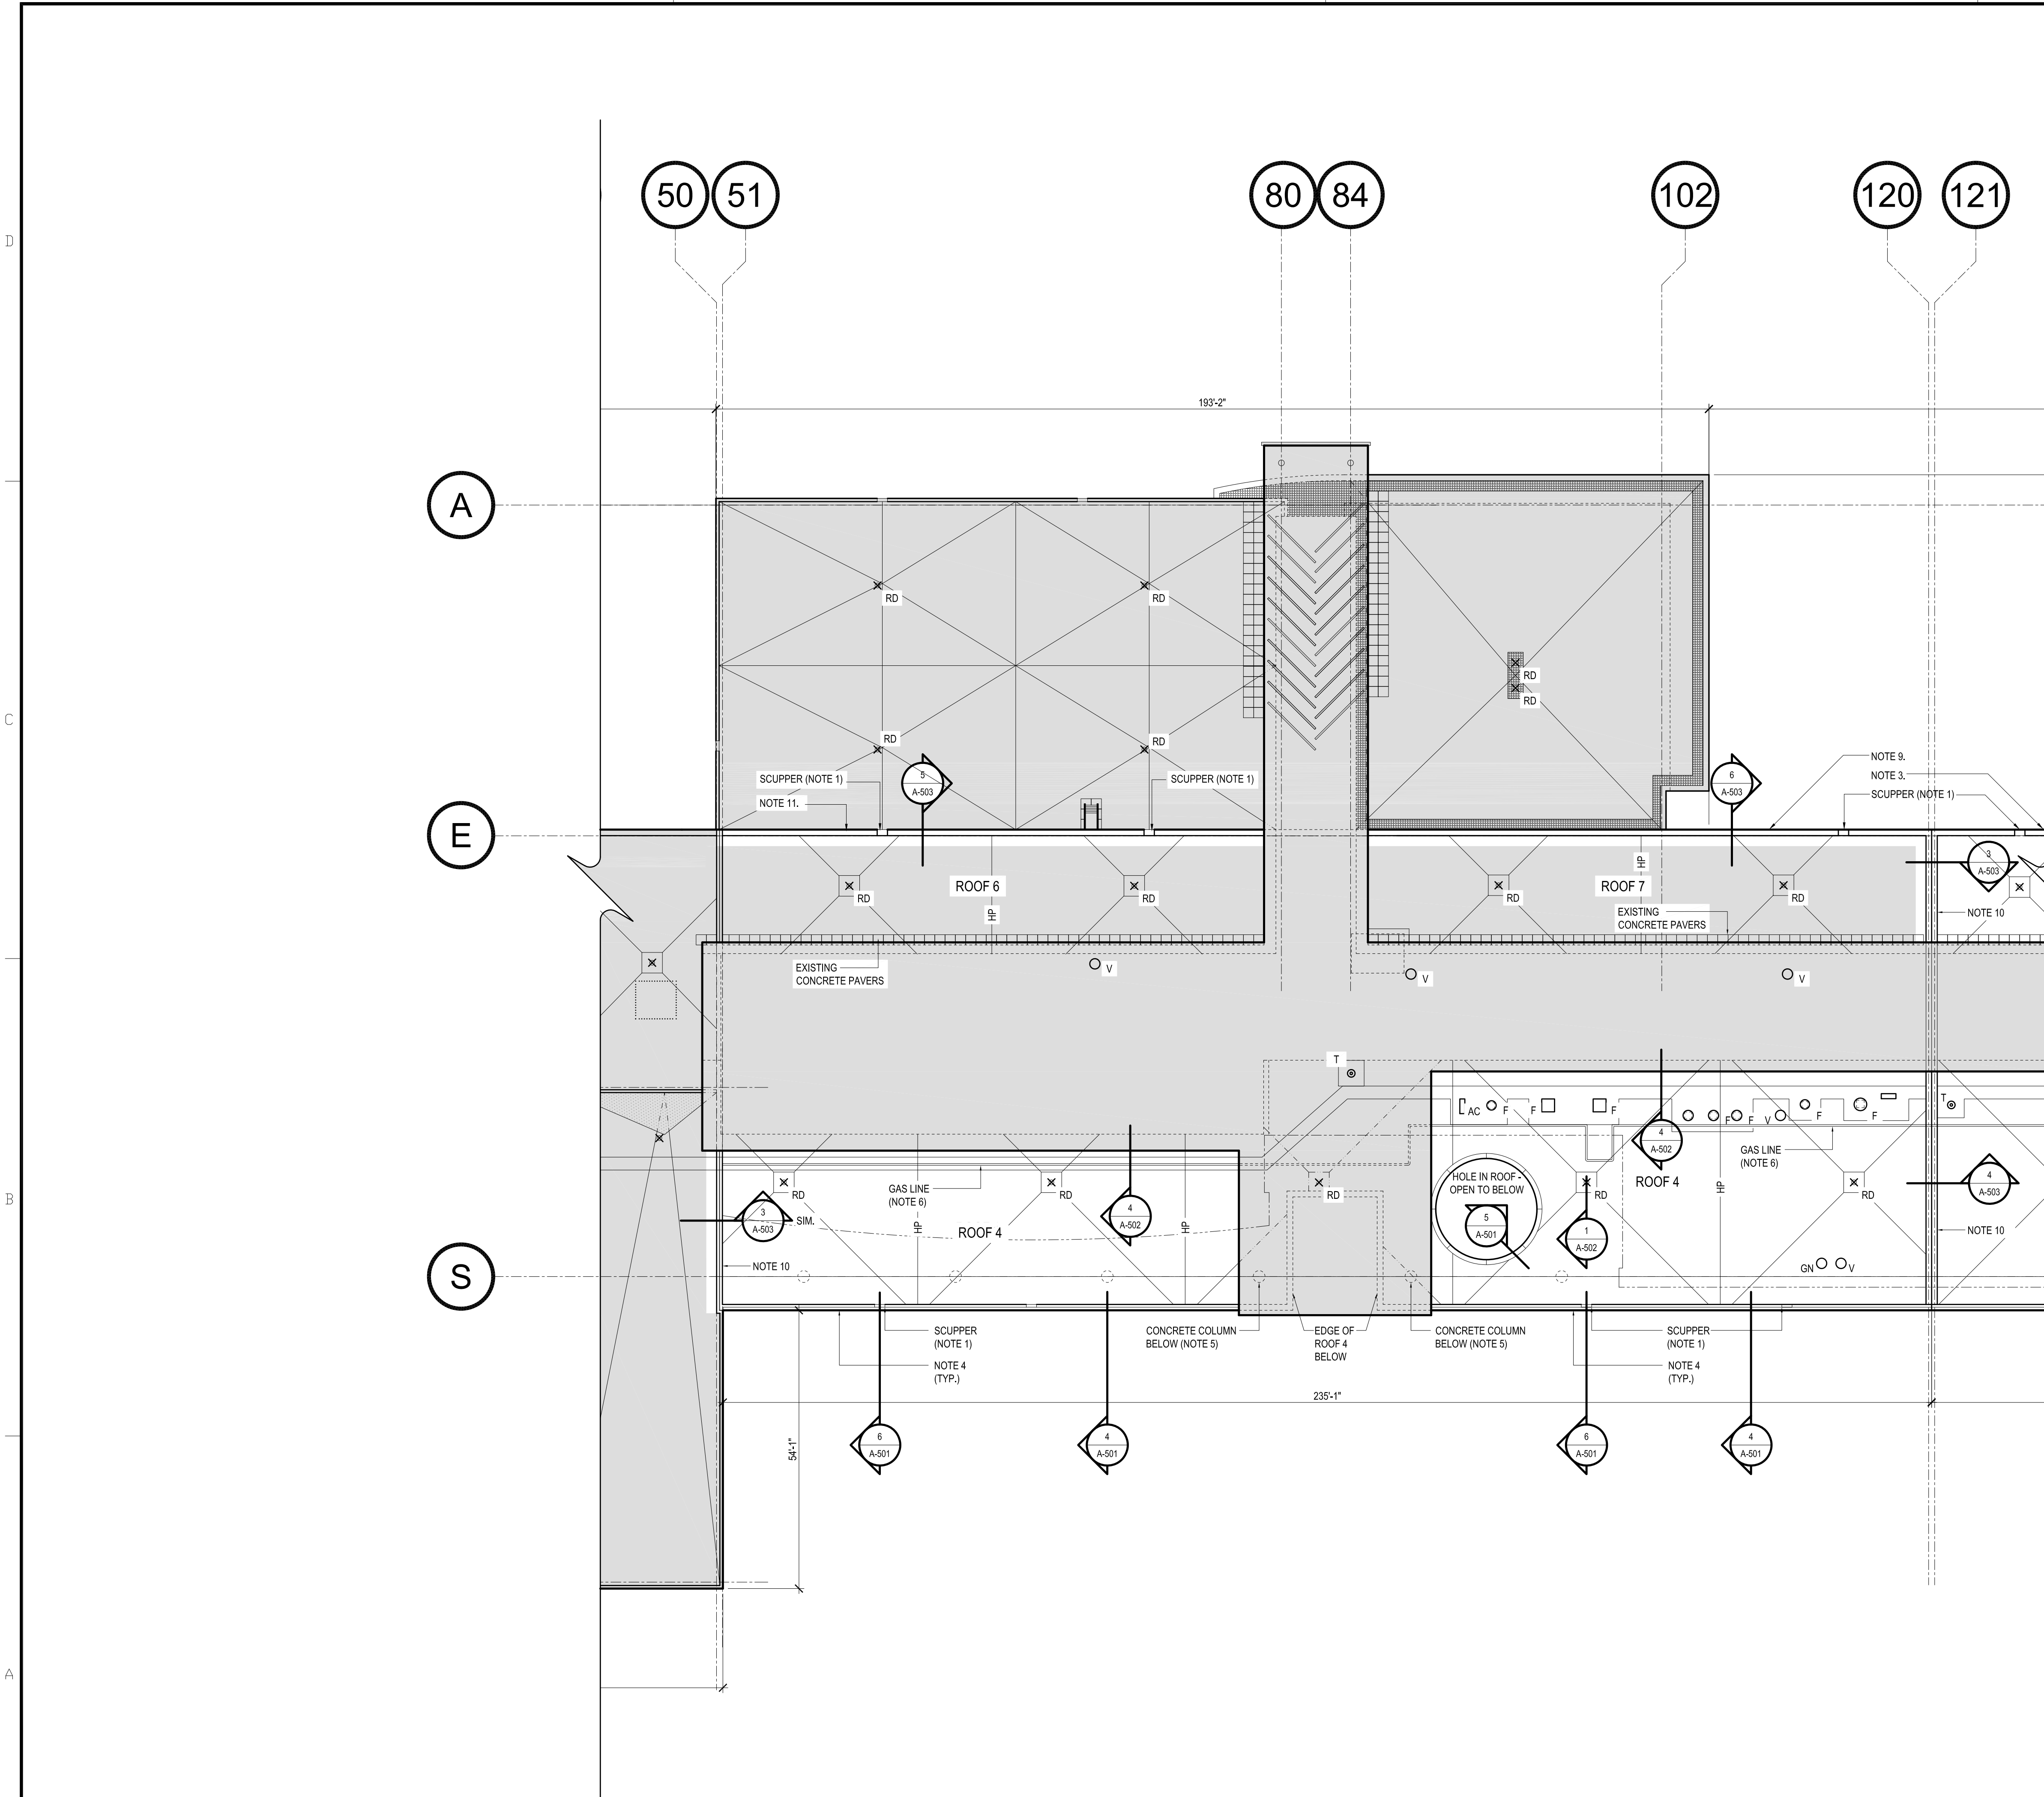 50
51
80
84
102
120
121
D
193'-2"
A
RD
RD
RD
RD
C
RD
RD
SCUPPER (NOTE 1)
5
A-503
SCUPPER (NOTE 1)
6
A-503
NOTE 9.
NOTE 3.
SCUPPER (NOTE 1)
NOTE 11.
E
ROOF 6
RD
HP
RD
ROOF 7
RD
HP
RD
3
A-503
EXISTING
CONCRETE PAVERS
NOTE 10
EXISTING
CONCRETE PAVERS
V
V
V
T
AC
F
F
F
F
F
V
F
F
T
GAS LINE
(NOTE 6)
4
A-502
GAS LINE
(NOTE 6)
B
RD
RD
RD
HOLE IN ROOF -
OPEN TO BELOW
RD
ROOF 4
HP
RD
4
A-503
3
A-503
SIM.
HP
ROOF 4
4
A-502
HP
5
A-501
1
A-502
NOTE 10
NOTE 10
GN
V
S
SCUPPER
(NOTE 1)
CONCRETE COLUMN
BELOW (NOTE 5)
EDGE OF
ROOF 4
BELOW
CONCRETE COLUMN
BELOW (NOTE 5)
SCUPPER
(NOTE 1)
NOTE 4
(TYP.)
NOTE 4
(TYP.)
235'-1"
54'-1"
6
A-501
4
A-501
6
A-501
4
A-501
A